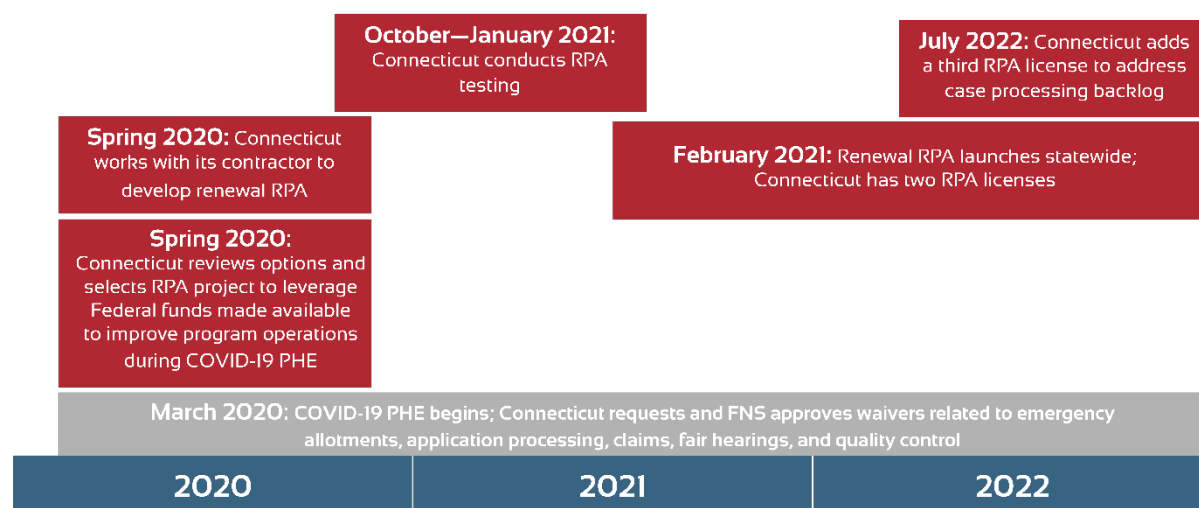 October—January 2021:
Connecticut conducts RPA
testing
July 2022: Connecticut adds
a third RPA license to address
case processing backlog
Spring 2020: Connecticut
works with its contractor to
develop renewal RPA
February 2021: Renewal RPA launches statewide;
Connecticut has two RPA licenses
Spring 2020:
Connecticut reviews options and
selects RPA project to leverage
Federal funds made available
to improve program operations
during COVID-19 PHE
March 2020: COVID-19 PHE begins; Connecticut requests and FNS approves waivers related to emergency
allotments, application processing, claims, fair hearings, and quality control
2020
2021
2022